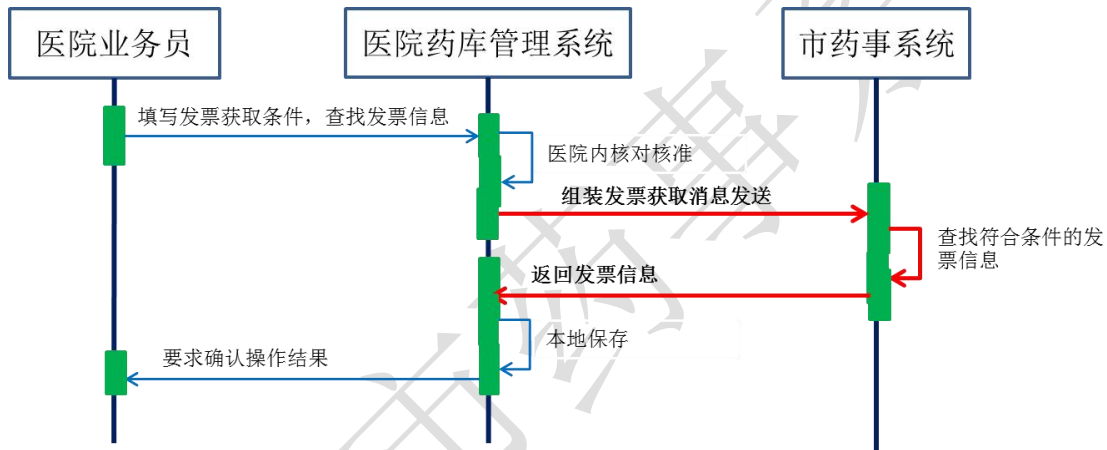 医院业务员
医院药库管理系统
市药事系统
填写发票获取条件，查找发票信息
医院内核对核准
组装发票获取消息发送
查找符合条件的发
票信息
返回发票信息
本地保存
要求确认操作结果
市药事